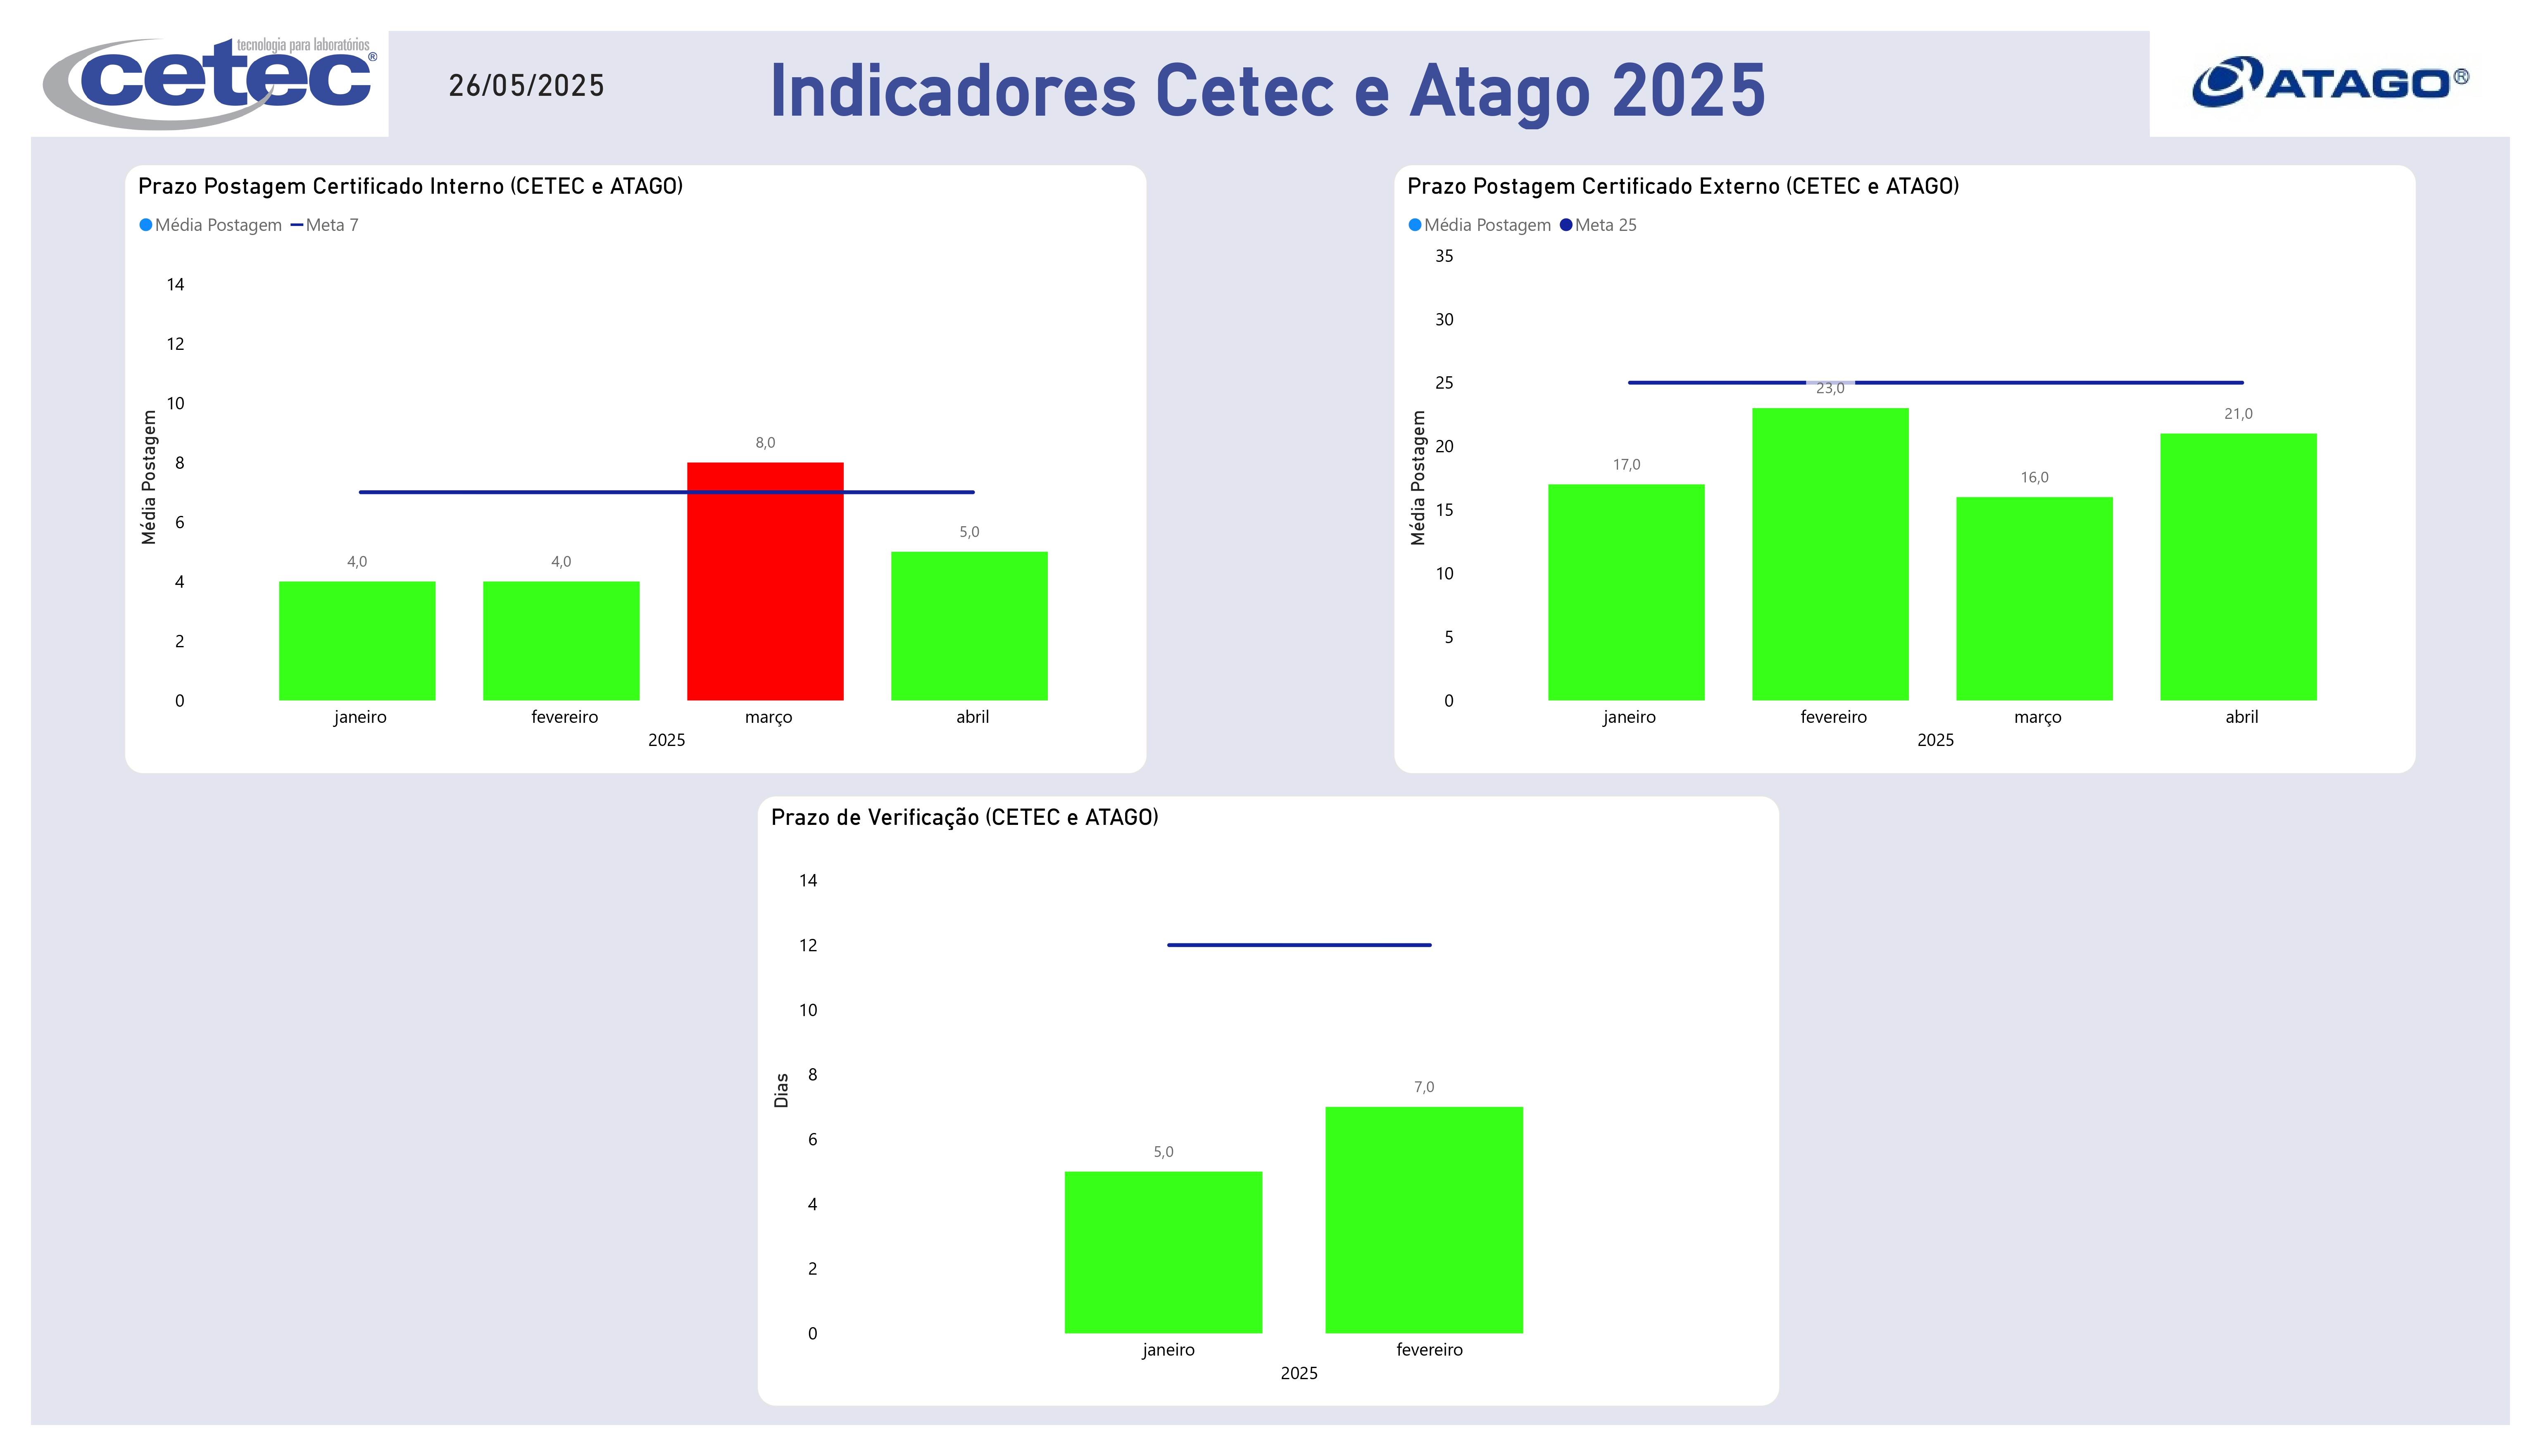 tecnologia para laboratórios
cetec®
26/05/2025
Indicadores Cetec e Atago 2025
ATAGO®
Prazo Postagem Certificado Interno (CETEC e ATAGO)
Média Postagem Meta 7
14
12
10
8
6
4
2
0
Média Postagem
4,0
4,0
8,0
5,0
janeiro fevereiro março abril
2025
Prazo Postagem Certificado Externo (CETEC e ATAGO)
Média Postagem Meta 25
35
30
25
20
15
10
5
0
Média Postagem
17,0
23,0
16,0
21,0
janeiro fevereiro março abril
2025
Prazo de Verificação (CETEC e ATAGO)
14
12
10
8
6
4
2
0
Dias
5,0
7,0
janeiro fevereiro
2025